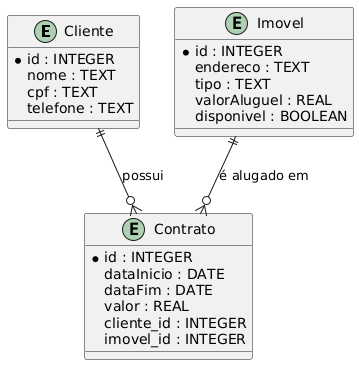 E Cliente
id : INTEGER
nome : TEXT
cpf : TEXT
telefone : TEXT
E Imovel
id : INTEGER
endereco : TEXT
tipo : TEXT
valorAluguel : REAL
disponivel : BOOLEAN
possui
é alugado em
E Contrato
id : INTEGER
dataInicio : DATE
dataFim : DATE
valor : REAL
cliente_id : INTEGER
imovel_id : INTEGER